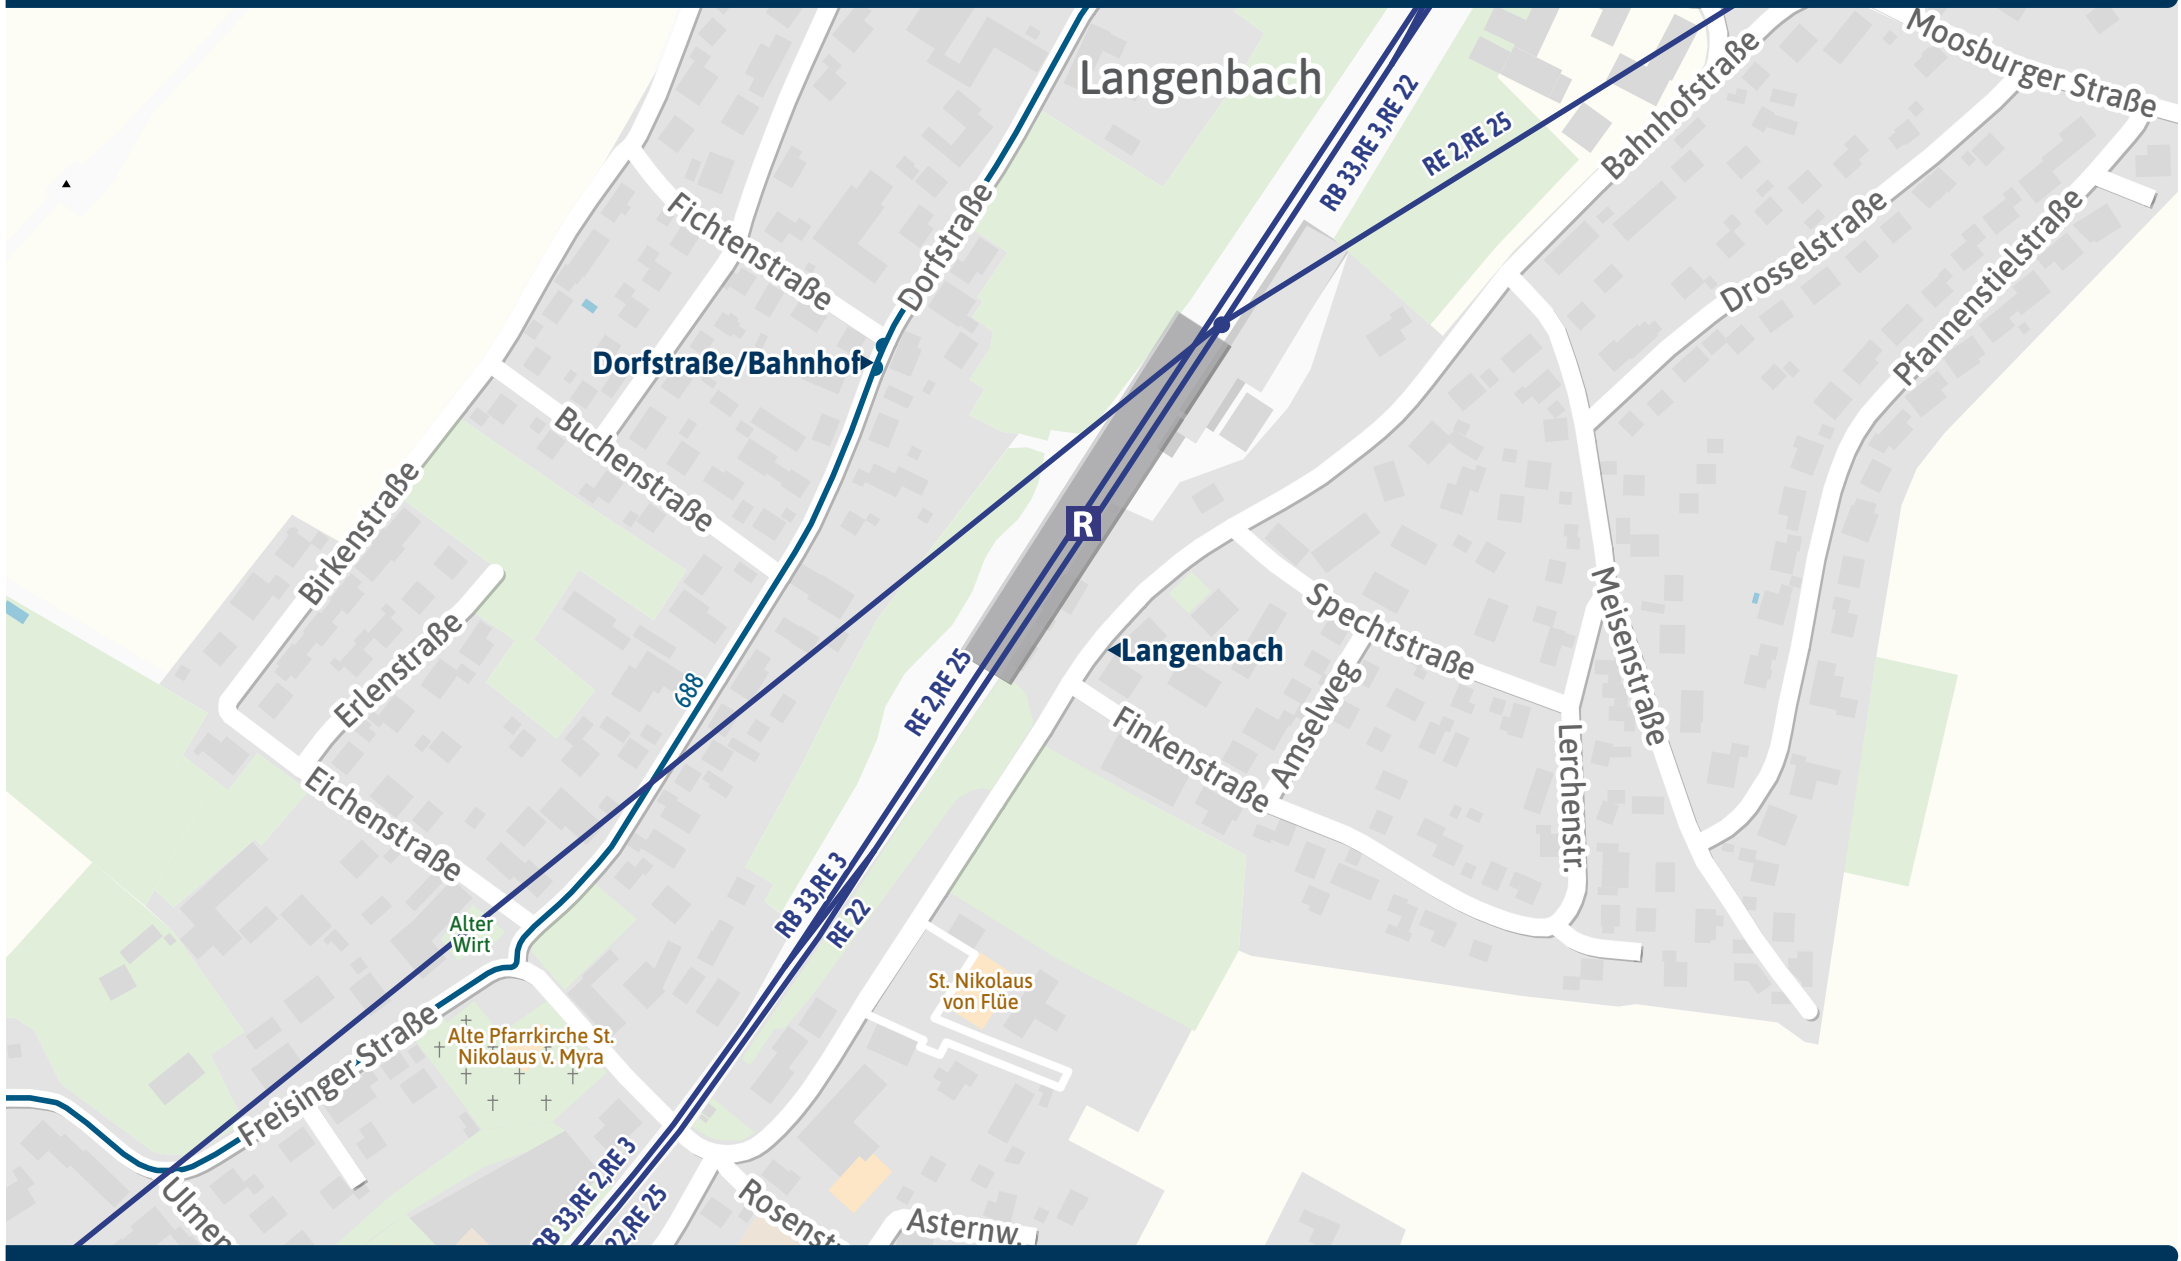 Moosburger Straße
Langenbach
Bahnhofstraße
RB 33,RE 3,RE 22
RE 2,RE 25
Fichtenstraße
Dorfstraße
Drosselstraße
Pfannenstielstraße
Dorfstraße/Bahnhof
Buchenstraße
Birkenstraße
R
Spechtstraße
Meisenstraße
Erlenstraße
Langenbach
688
RE 2,RE 25
Amselweg
Finkenstraße
Lerchenstr.
Eichenstraße
RB 33,RE 3
RE 22
Alter
Wirt
St. Nikolaus
von Flüe
Freisinger Straße
Alte Pfarrkirche St.
Nikolaus v. Myra
RB 33,RE 2,RE 3
22,RE 25
Ulmen
Rosenst
Asternw.